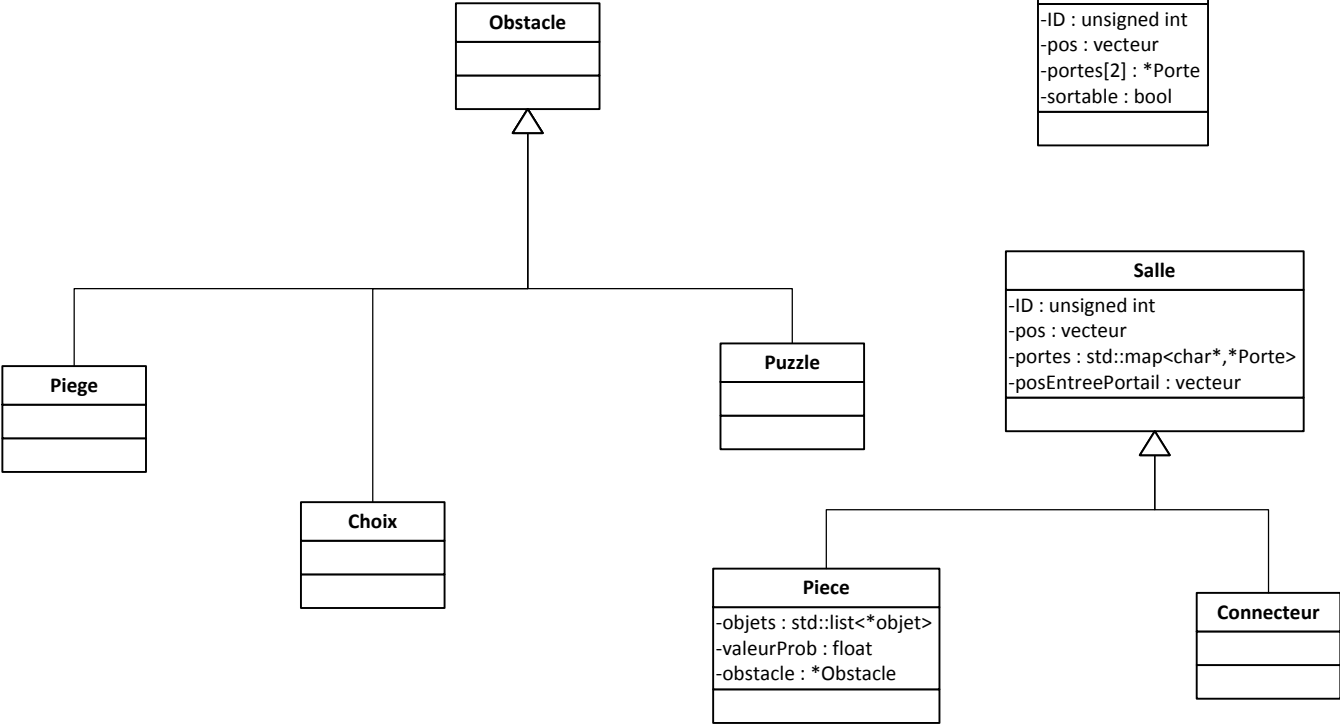 Obstacle
-ID : unsigned int
-pos : vecteur
-portes[2] : *Porte
-sortable : bool
Salle
-ID : unsigned int
-pos : vecteur
-portes : std::map<char*,*Porte>
-posEntreePortail : vecteur
Piege
Puzzle
Choix
Piece
-objets : std::list<*objet>
-valeurProb : float
-obstacle : *Obstacle
Connecteur